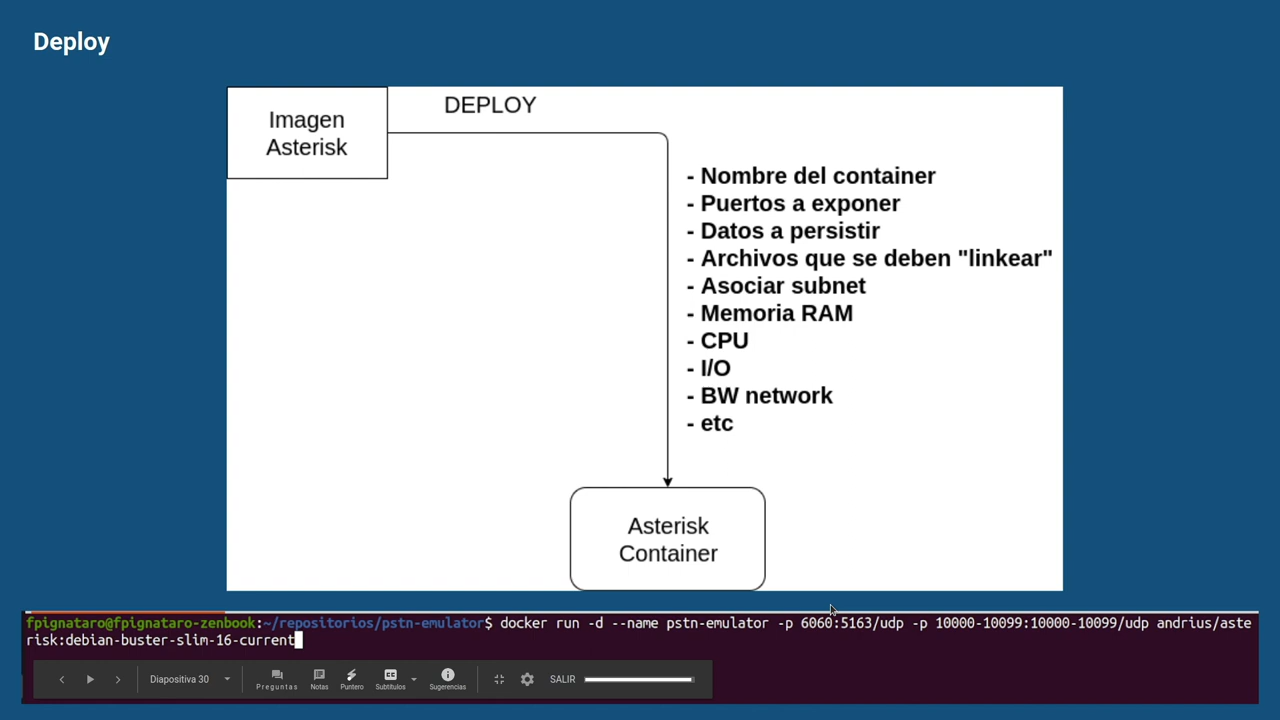 Deploy
Imagen
Asterisk
DEPLOY
- Nombre del container
- Puertos a exponer
- Datos a persistir
- Archivos que se deben "linkear"
- Asociar subnet
- Memoria RAM
- CPU
- I/O
- BW network
- etc
Asterisk
Container
fpignataro@fpignataro-zenbook:~/repositorios/pstn-emulator$ docker run -d --name pstn-emulator -p 6060:5163/udp -p 10000-10099:10000-10099/udp andrius/aste
risk:debian-buster-slim-16-current
Diapositiva 30
Preguntas
Notas
Puntero
CC
Subtítulos
Sugerencias
SALIR